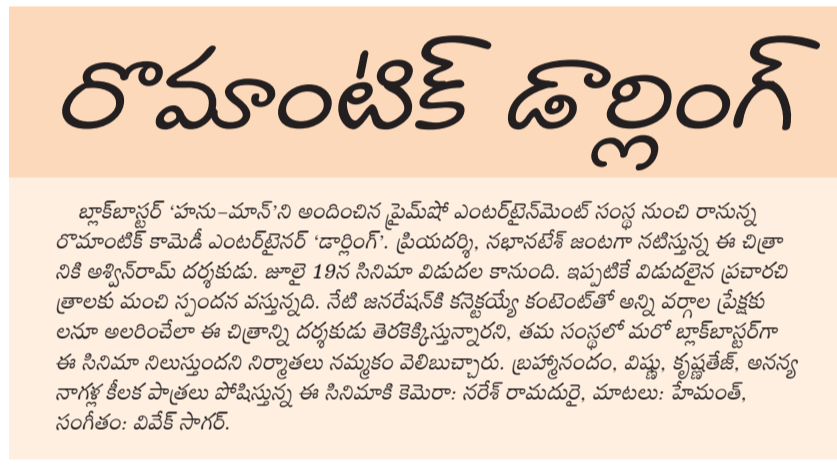 రొమాంటిక్ డార్లింగ్
బ్లాక్‌బాస్టర్ ‘హను-మాన్’ని అందించిన ప్రైమ్‌షో ఎంటర్‌టైన్‌మెంట్ సంస్థ నుంచి రానున్న
రొమాంటిక్ కామెడీ ఎంటర్‌టైనర్ ‘డార్లింగ్’. ప్రియదర్శి, నభానటేశ్ జంటగా నటిస్తున్న ఈ చిత్రా
నికి అశ్విన్‌రామ్ దర్శకుడు. జూలై 19న సినిమా విడుదల కానుంది. ఇప్పటికే విడుదలైన ప్రచారచి
త్రాలకు మంచి స్పందన వస్తున్నది. నేటి జనరేషన్‌కి కనెక్టయ్యే కంటెంట్‌తో అన్ని వర్గాల ప్రేక్షకు
లనూ అలరించేలా ఈ చిత్రాన్ని దర్శకుడు తెరకెక్కిస్తున్నారని, తమ సంస్థలో మరో బ్లాక్‌బాస్టర్‌గా
ఈ సినిమా నిలుస్తుందని నిర్మాతలు నమ్మకం వెలిబుచ్చారు. బ్రహ్మానందం, విష్ణు, కృష్ణతేజ్, అనన్య
నాగళ్ల కీలక పాత్రలు పోషిస్తున్న ఈ సినిమాకి కెమెరా: నరేశ్ రామదురై, మాటలు: హేమంత్,
సంగీతం: వివేక్ సాగర్.